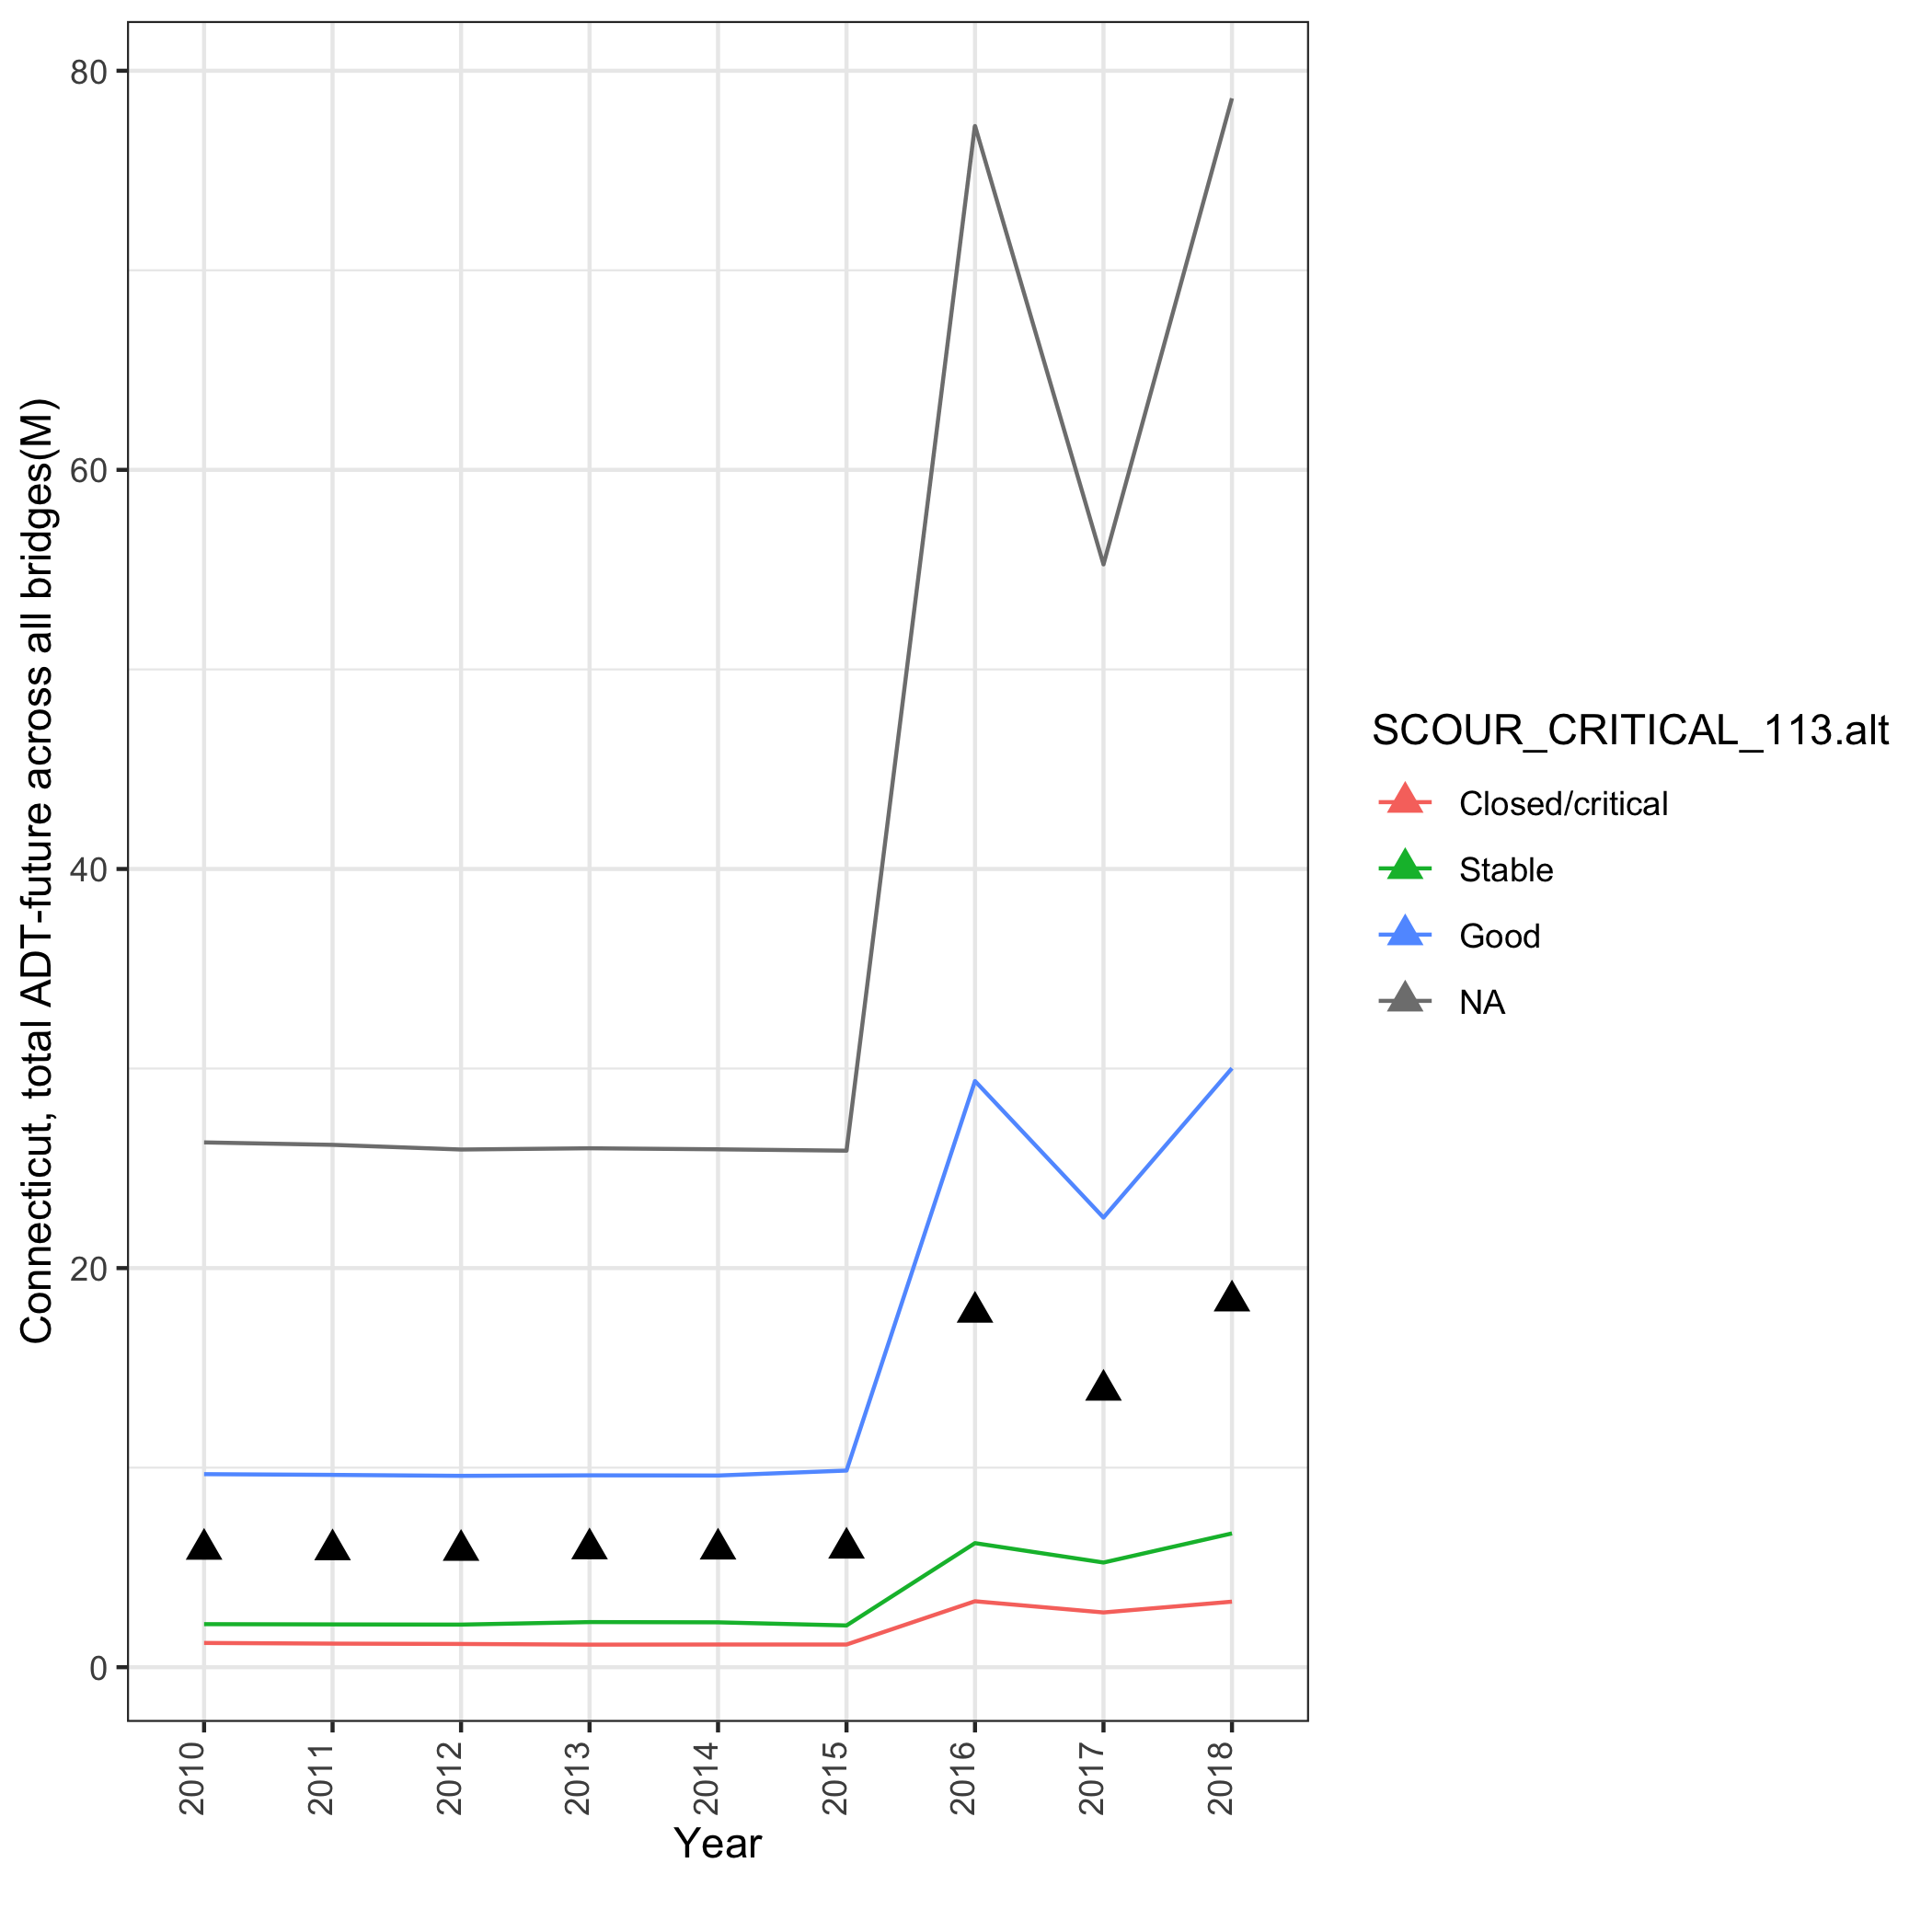 Connecticut, total ADT-future across all bridges(M)
80
60
40
20
0
2010
2011
2012
2013
2014
2015
2016
2017
2018
Year
SCOUR_CRITICAL_113.alt
Closed/critical
Stable
Good
NA